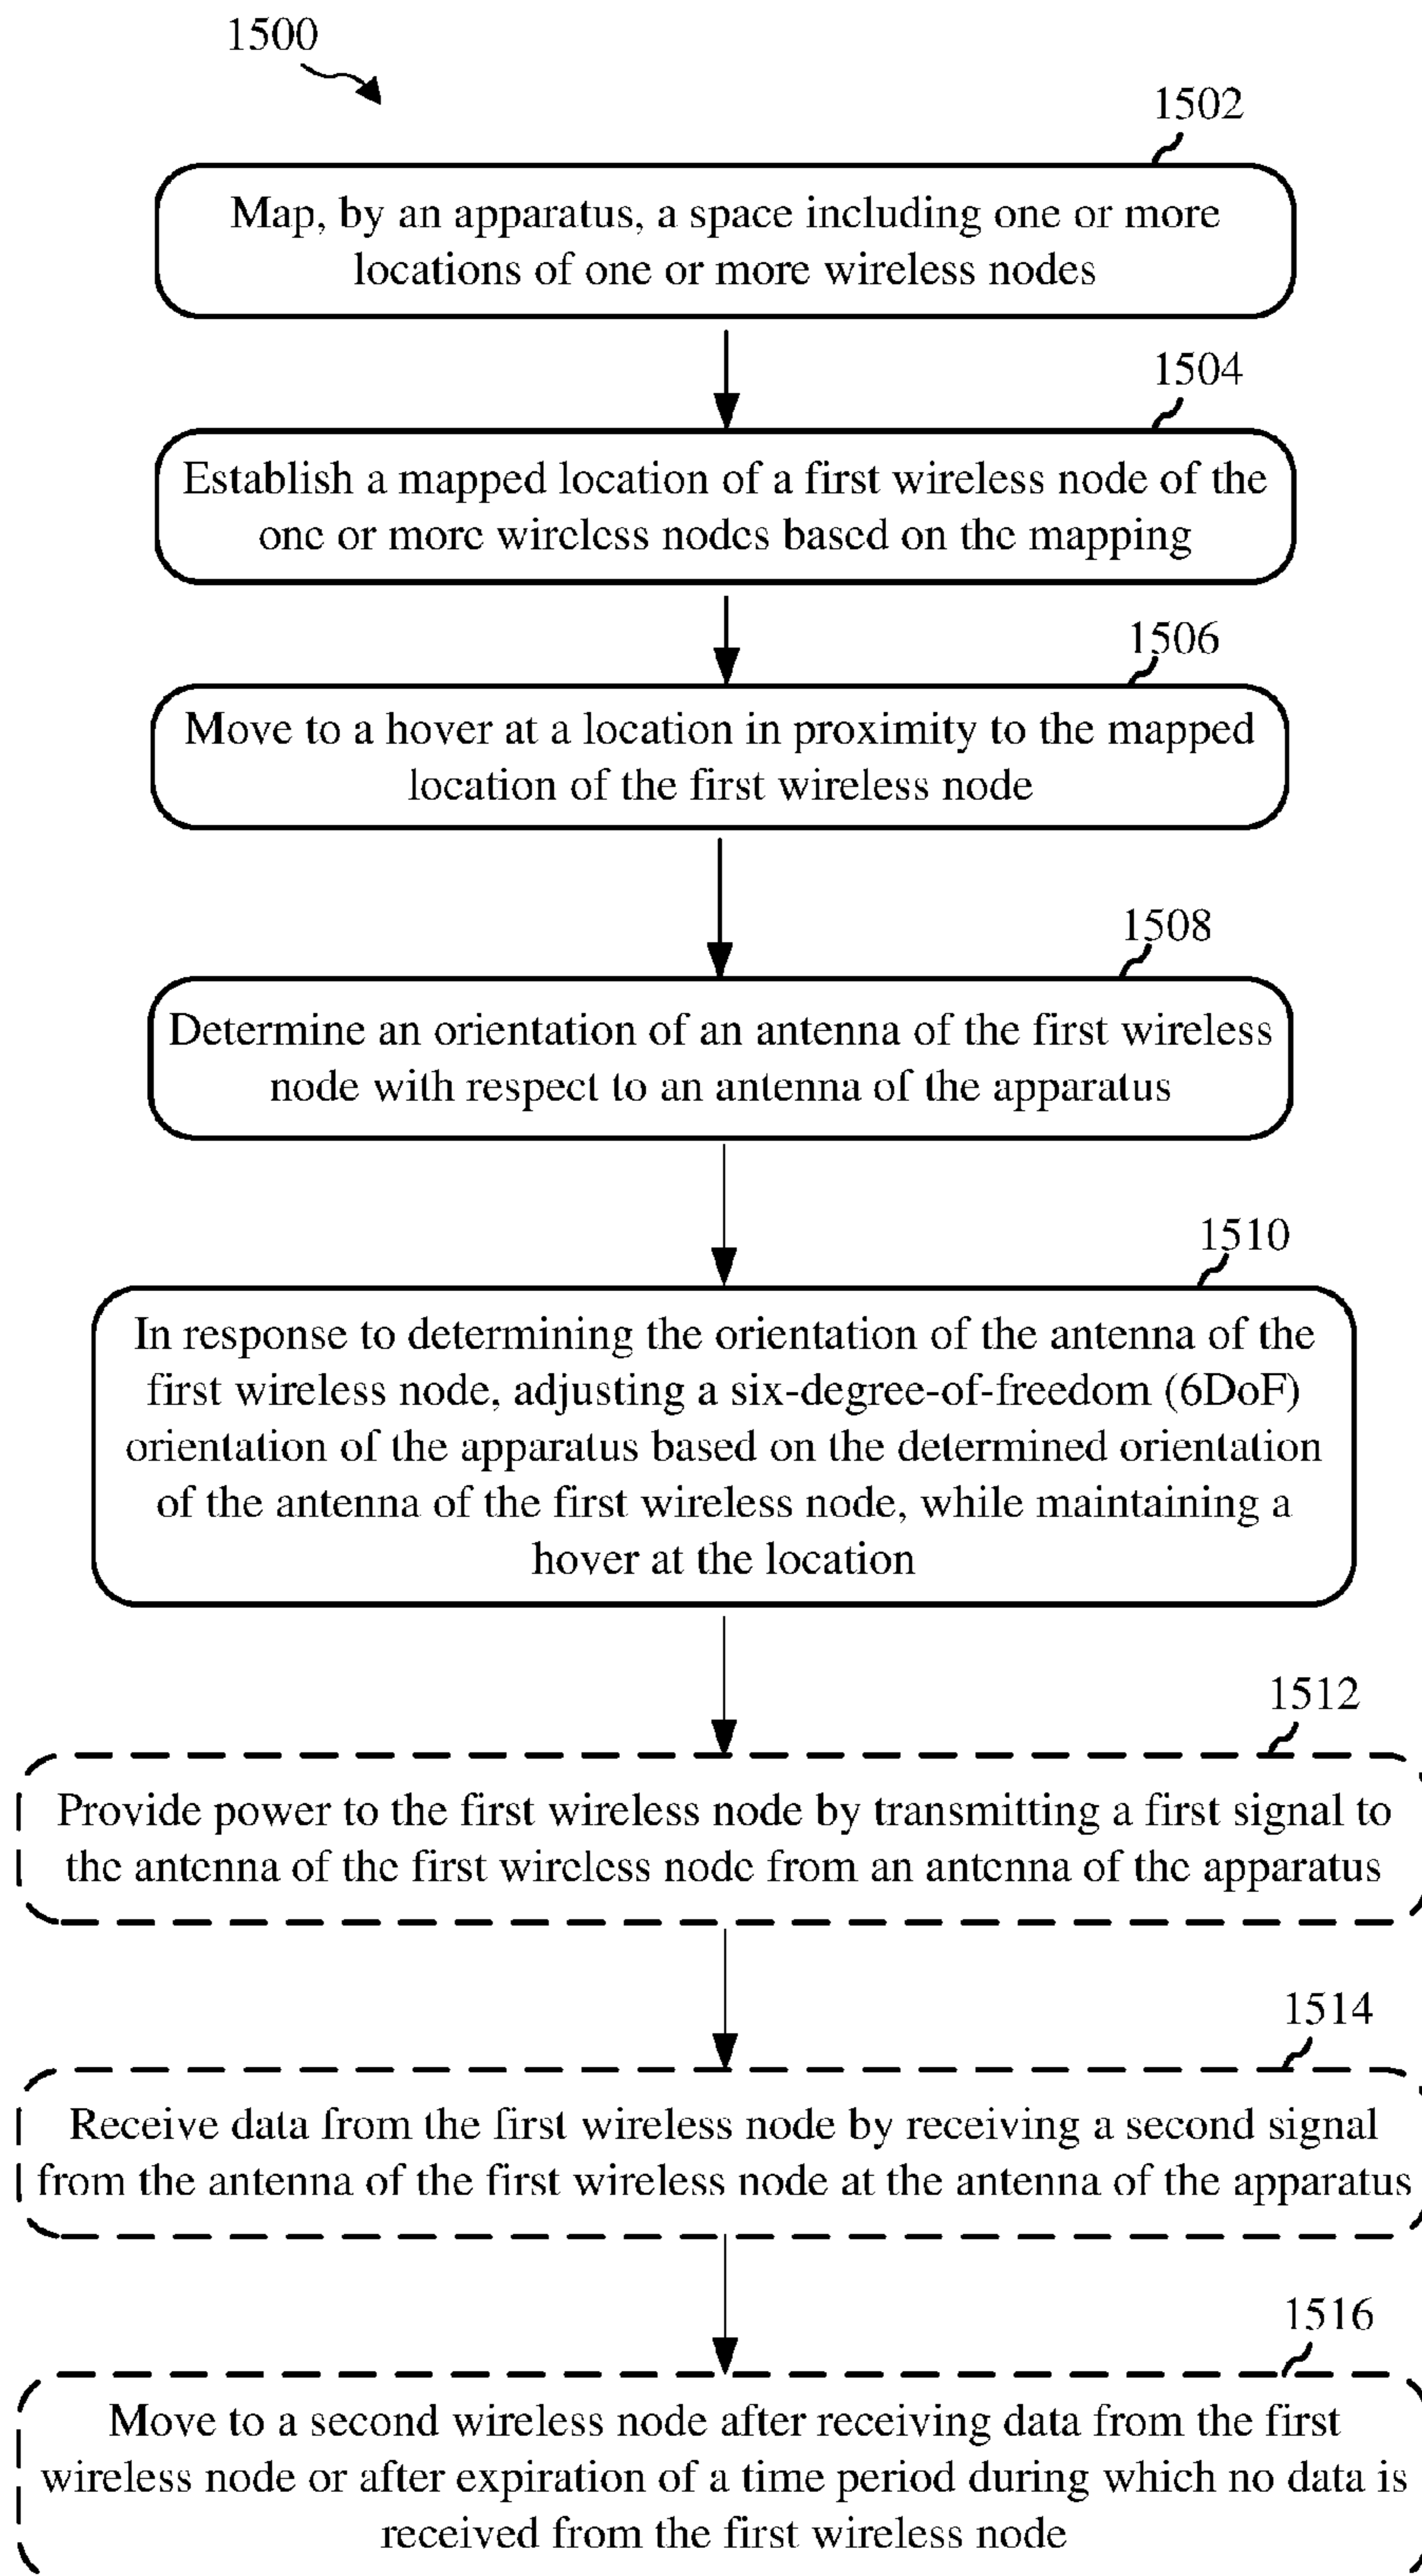 1500
1502
Map, by an apparatus, a space including one or more
locations of one or more wireless nodes
1504
Establish a mapped location of a first wireless node of the
one or more wireless nodes based on the mapping
1506
Move to a hover at a location in proximity to the mapped
location of the first wireless node
1508
Determine an orientation of an antenna of the first wireless
node with respect to an antenna of the apparatus
1510
In response to determining the orientation of the antenna of the
first wireless node, adjusting a six-degree-of-freedom (6DoF)
orientation of the apparatus based on the determined orientation
of the antenna of the first wireless node, while maintaining a
hover at the location
1512
Provide power to the first wireless node by transmitting a first signal to
the antenna of the first wireless node from an antenna of the apparatus
1514
Receive data from the first wireless node by receiving a second signal
from the antenna of the first wireless node at the antenna of the apparatus
1516
Move to a second wireless node after receiving data from the first
wireless node or after expiration of a time period during which no data is
received from the first wireless node